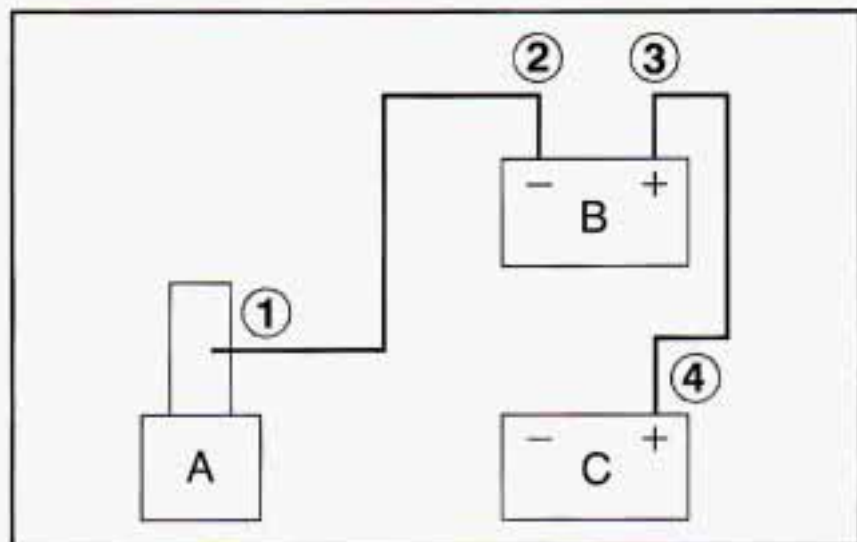 ② ③
− +
B
①
④
− +
A C